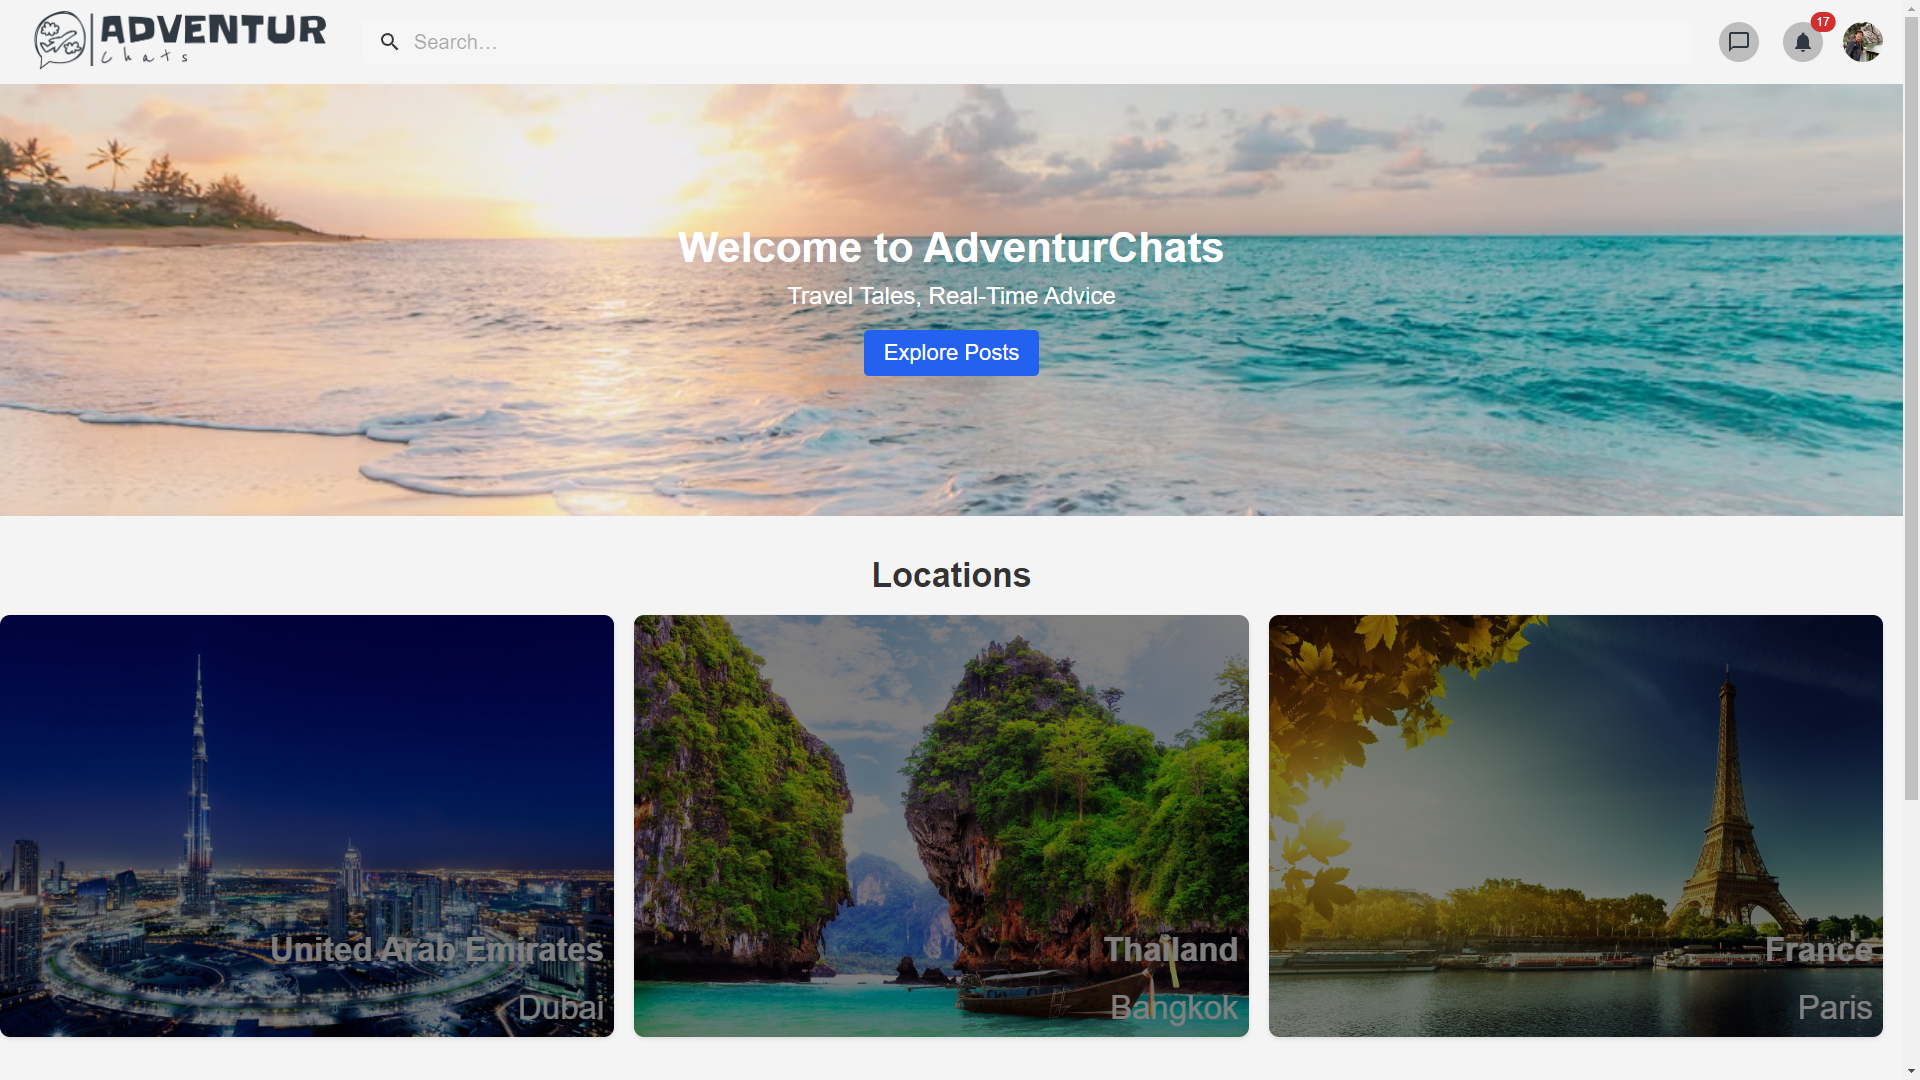 ADVENTUR
chats
Search...
17
Welcome to AdventurChats
Travel Tales, Real-Time Advice
Explore Posts
Locations
United Arab Emirates
Dubai
Thailand
Bangkok
France
Paris